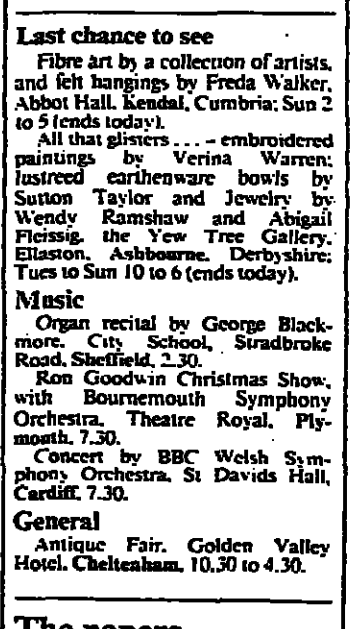 Last chance to see
Fibre art by a collection of artists,
and felt hangings by Freda Walker,
Abbot Hall, Kendal, Cumbria; Sun 2
to 5 (ends today).
All that glisters . . . – embroidered
paintings by Verina Warren;
lustreed earthenware bowls by
Sutton Taylor and Jewelry by
Wendy Ramshaw and Abigail
Fleissig, the Yew Tree Gallery,
Ellaston, Ashbourne, Derbyshire;
Tues to Sun 10 to 6 (ends today).
Music
Organ recital by George Black-
more, City School, Stradbroke
Road, Sheffield, 2.30.
Ron Goodwin Christmas Show,
with Bournemouth Symphony
Orchestra, Theatre Royal, Ply-
mouth, 7.30.
Concert by BBC Welsh Sym-
phony Orchestra, St Davids Hall,
Cardiff, 7.30.
General
Antique Fair, Golden Valley
Hotel, Cheltenham, 10.30 to 4.30.
The papers